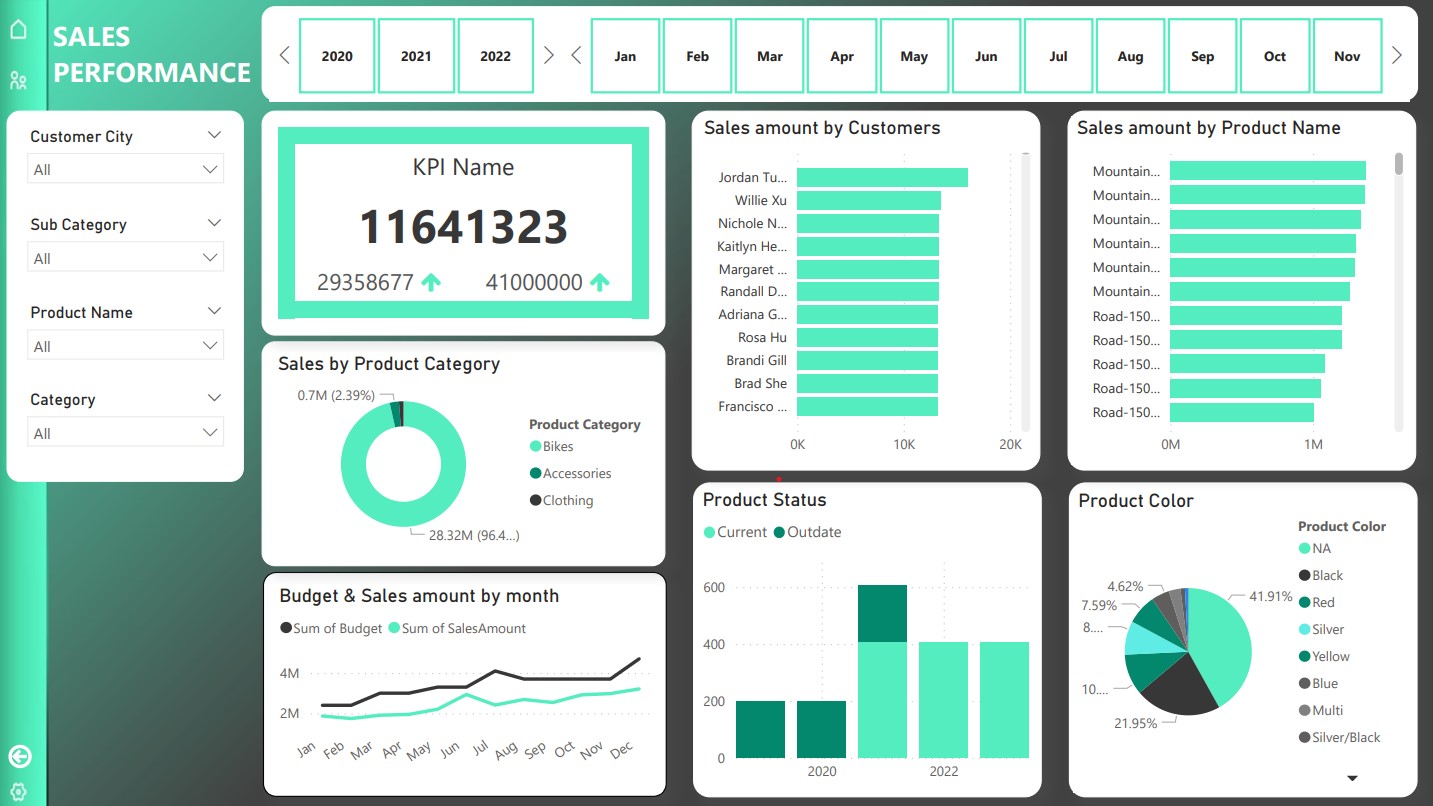 SALES
PERFORMANCE
2020 2021 2022
Jan Feb Mar Apr May Jun Jul Aug Sep Oct Nov
Customer City
All
Sub Category
All
Product Name
All
Category
All
KPI Name
11641323
29358677 41000000
Sales by Product Category
0.7M (2.39%)
28.32M (96.4...)
Product Category
Bikes
Accessories
Clothing
Budget & Sales amount by month
Sum of Budget Sum of SalesAmount
4M
2M
Jan Feb Mar Apr May Jun Jul Aug Sep Oct Nov Dec
Sales amount by Customers
Jordan Tu...
Willie Xu
Nichole N...
Kaitlyn He...
Margaret ...
Randall D...
Adriana G...
Rosa Hu
Brandi Gill
Brad She
Francisco ...
0K 10K 20K
Sales amount by Product Name
Mountain...
Mountain...
Mountain...
Mountain...
Mountain...
Mountain...
Road-150...
Road-150...
Road-150...
Road-150...
Road-150...
0M 1M
Product Status
Current Outdate
600
400
200
0
2020 2022
Product Color
4.62%
7.59%
8....
10....
21.95%
41.91%
Product Color
NA
Black
Red
Silver
Yellow
Blue
Multi
Silver/Black